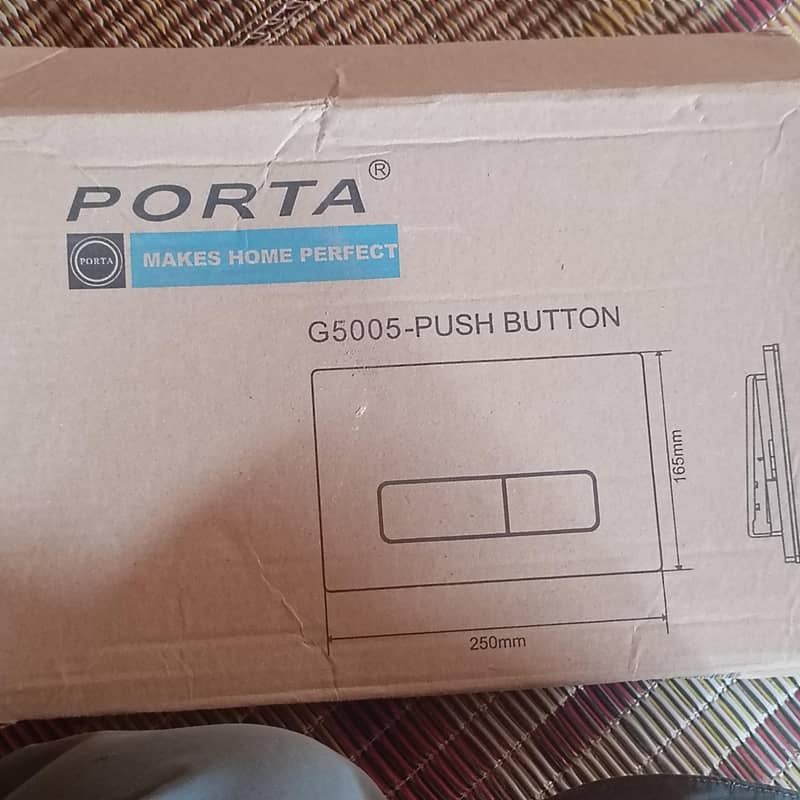 PORTA®
PORTA
MAKES HOME PERFECT
G5005-PUSH BUTTON
165mm
250mm